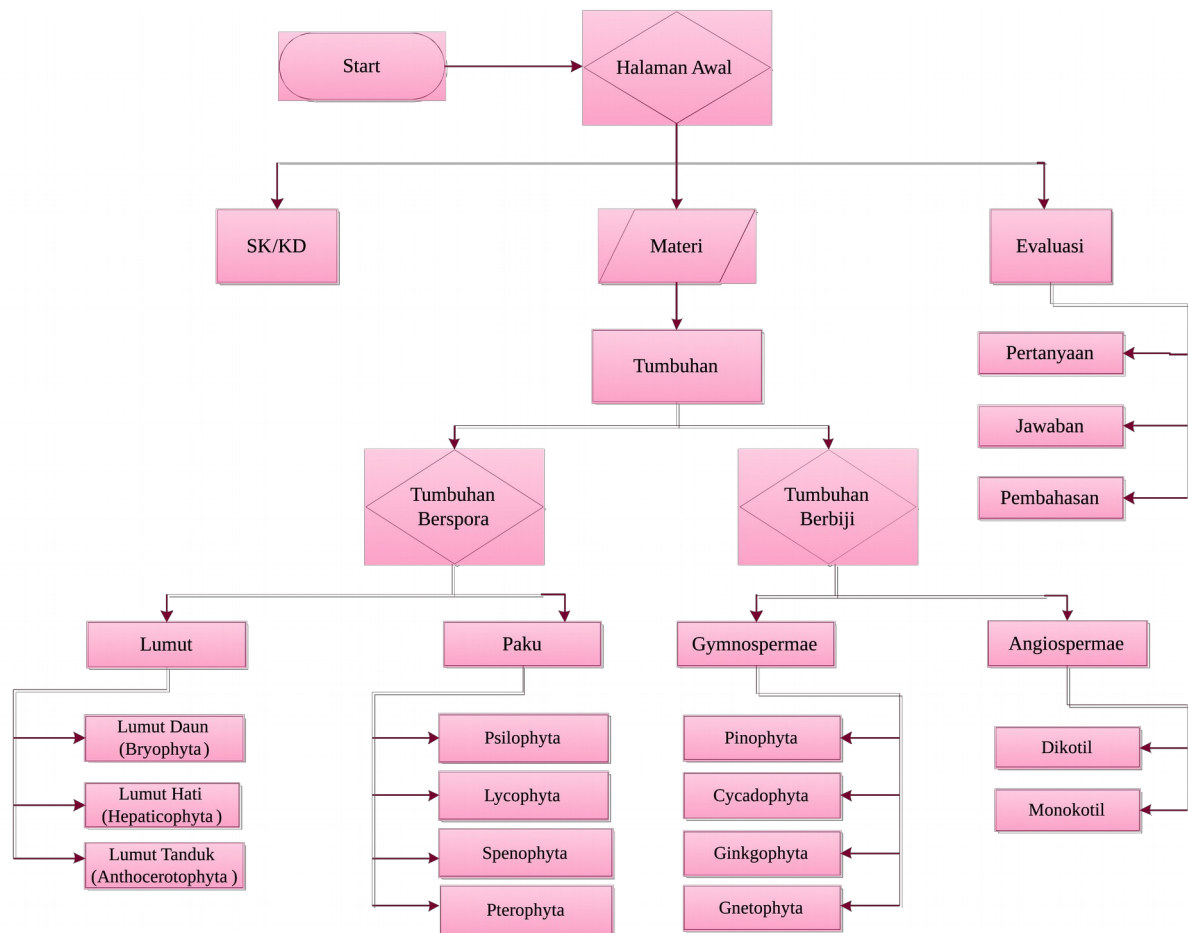 Start
Halaman Awal
SK/KD
Materi
Evaluasi
Tumbuhan
Pertanyaan
Jawaban
Pembahasan
Tumbuhan
Berspora
Tumbuhan
Berbiji
Lumut
Paku
Gymnospermae
Angiospermae
Lumut Daun
(Bryophyta )
Lumut Hati
(Hepaticophyta )
Lumut Tanduk
(Anthocerotophyta )
Psilophyta
Lycophyta
Spenophyta
Pterophyta
Pinophyta
Cycadophyta
Ginkgophyta
Gnetophyta
Dikotil
Monokotil